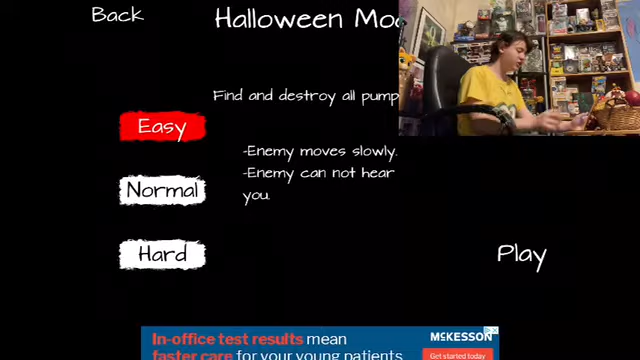 Back
Halloween Mo
Find and destroy all pump
Easy
-Enemy moves slowly.
-Enemy can not hear
you.
Normal
Hard
Play
In-office test results mean
faster care for your young patients
MCKESSON
Get started today